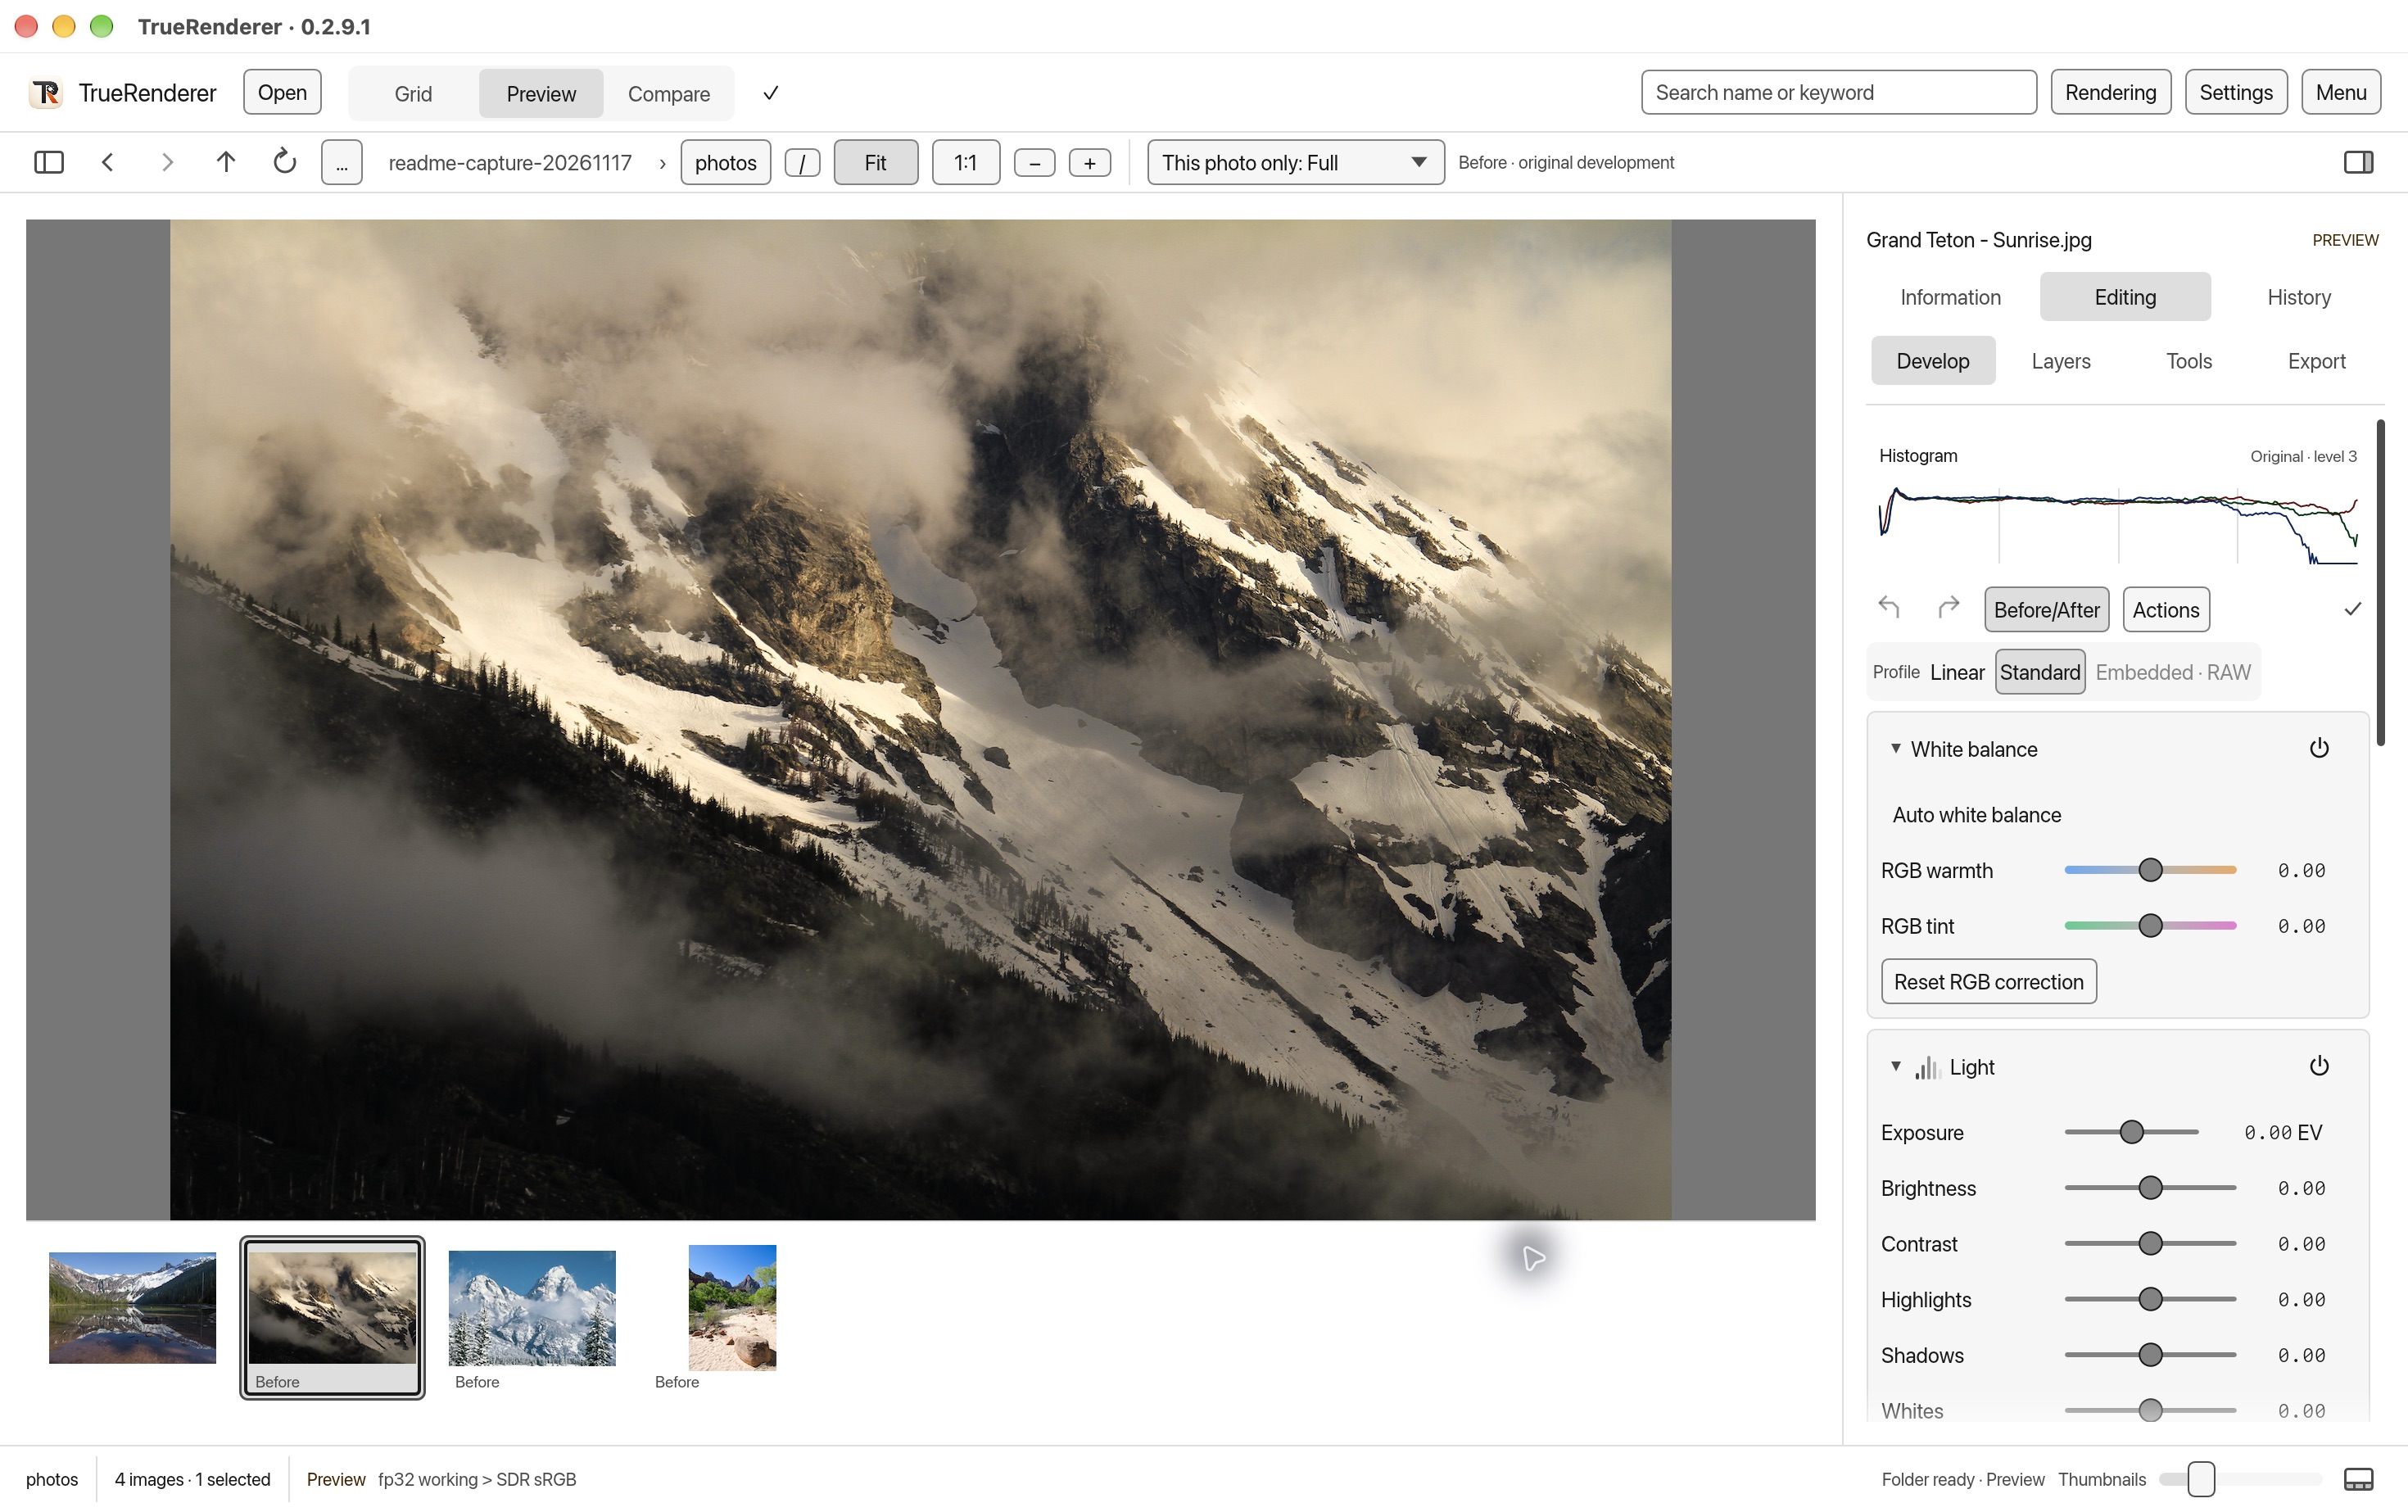 TrueRenderer · 0.2.9.1
TrueRenderer Open Grid Preview Compare Search name or keyword Rendering Settings Menu
... readme-capture-20261117 › photos / Fit 1:1 − + This photo only: Full Before · original development
Grand Teton - Sunrise.jpg PREVIEW
Information Editing History
Develop Layers Tools Export
Histogram Original · level 3
Before/After Actions
Profile Linear Standard Embedded · RAW
White balance
Auto white balance
RGB warmth 0.00
RGB tint 0.00
Reset RGB correction
Light
Exposure 0.00 EV
Brightness 0.00
Contrast 0.00
Highlights 0.00
Shadows 0.00
Whites 0.00
Before Before Before
photos 4 images · 1 selected Preview fp32 working > SDR sRGB Folder ready · Preview Thumbnails